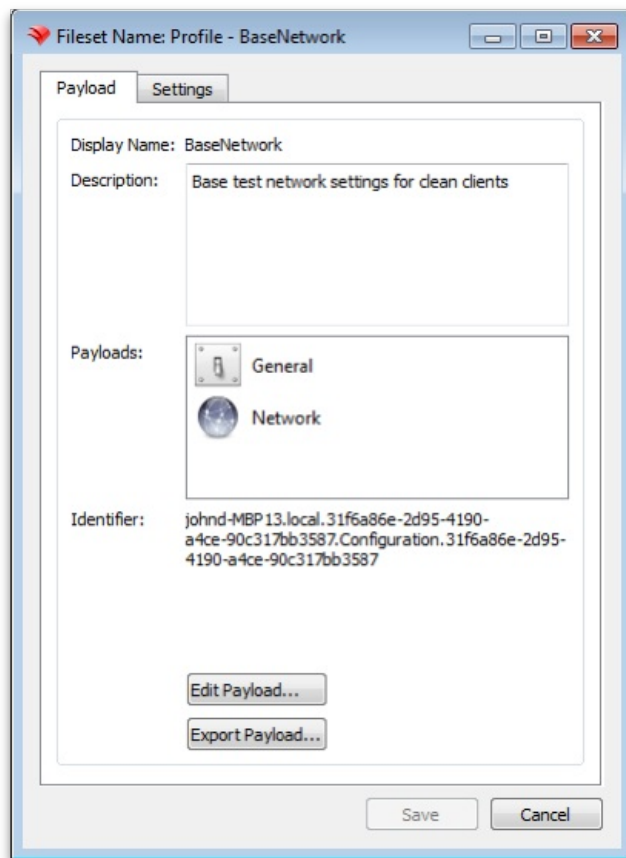 Fileset Name: Profile - BaseNetwork
Payload
Settings
Display Name: BaseNetwork
Description:
Base test network settings for clean clients
Payloads:
General
Network
Identifier:
johnd-MBP13.local.31f6a86e-2d95-4190-
a4ce-90c317bb3587.Configuration.31f6a86e-2d95-
4190-a4ce-90c317bb3587
Edit Payload...
Export Payload...
Save
Cancel